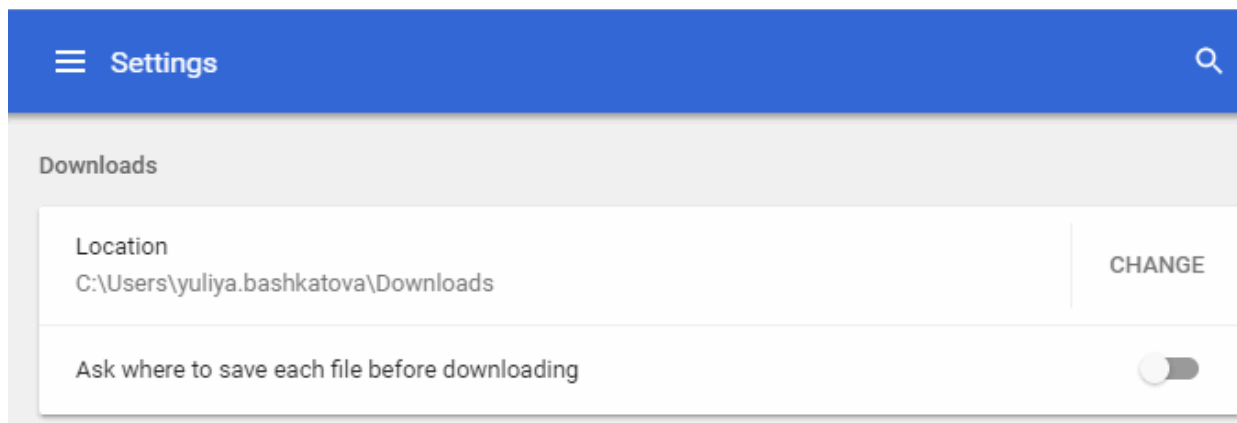 Settings
Downloads
Location
C:\Users\yuliya.bashkatova\Downloads
CHANGE
Ask where to save each file before downloading